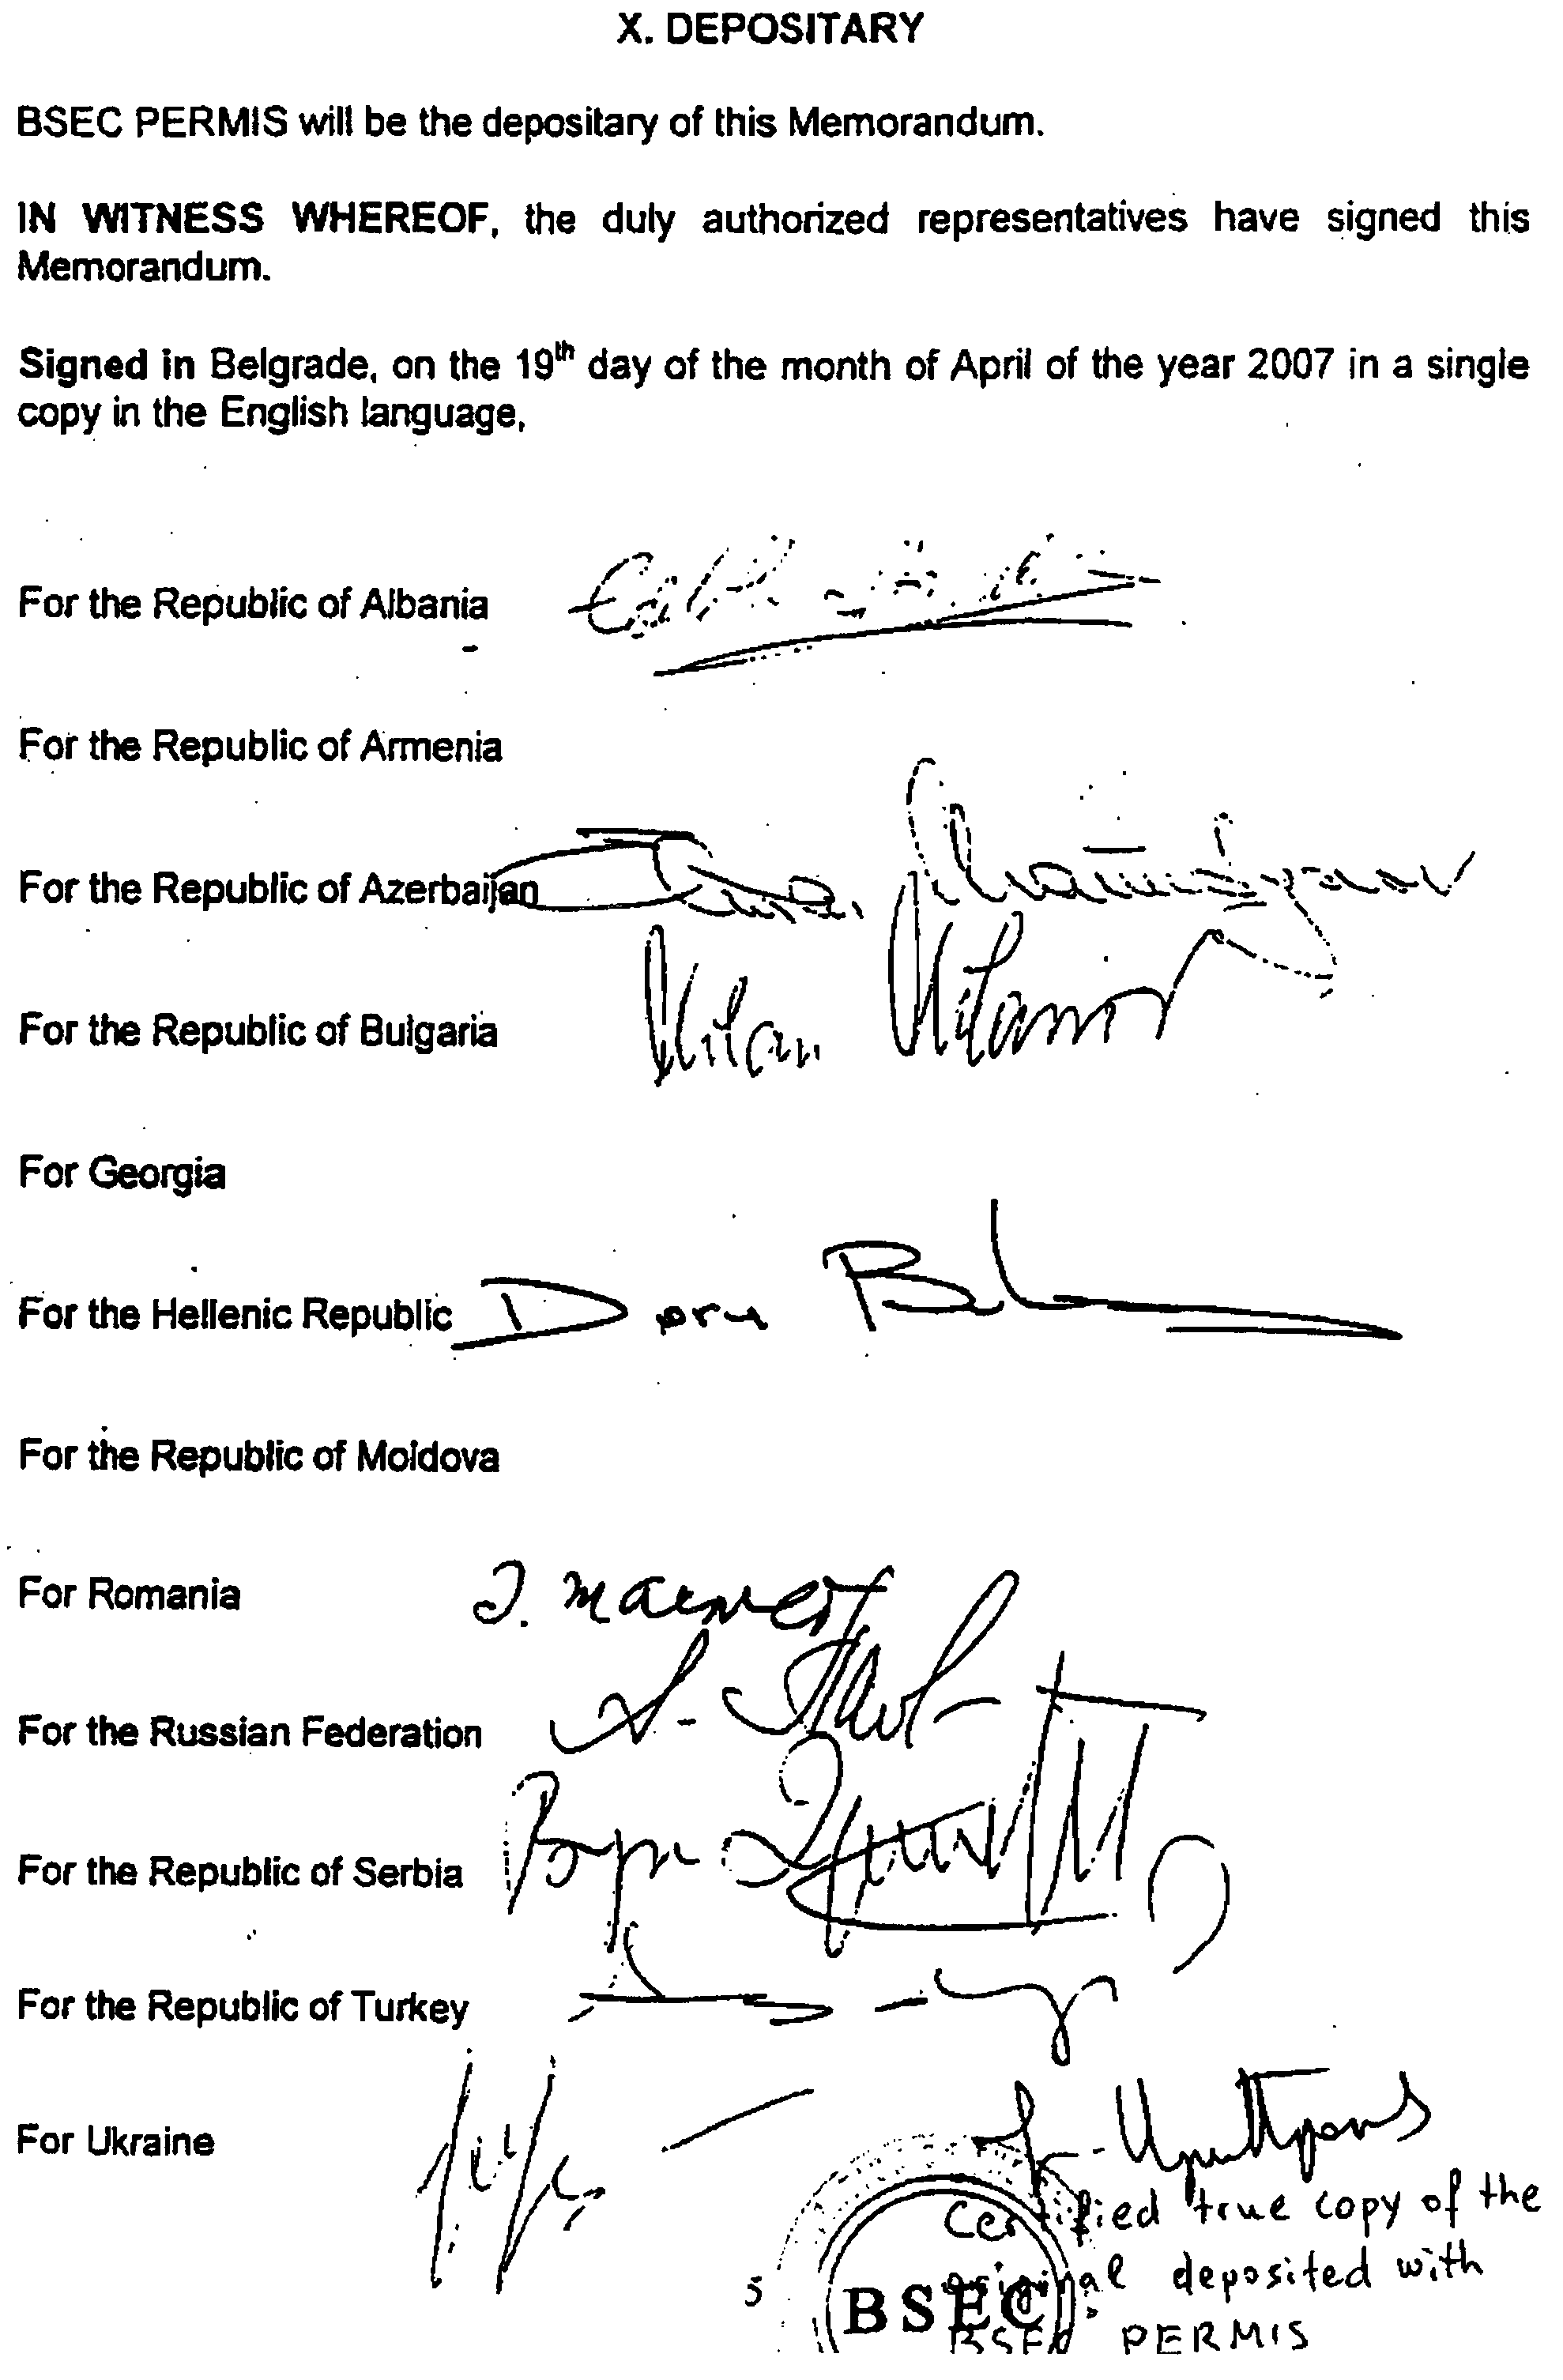 X. DEPOSITARY
BSEC PERMIS will be the depositary of this Memorandum.
IN WITNESS WHEREOF, the duly authorized representatives have signed this
Memorandum.
Signed in Belgrade, on the 19th day of the month of April of the year 2007 in a single
copy in the English language,
For the Republic of Albania
For the Republic of Armenia
For the Republic of Azerbaijan
For the Republic of Bulgaria
For Georgia
For the Hellenic Republic Dora
For the Republic of Moldova
For Romania
For the Russian Federation
For the Republic of Serbia
For the Republic of Turkey
For Ukraine
Certified true copy of the
original deposited with
BSEC PERMIS
5
BSEC